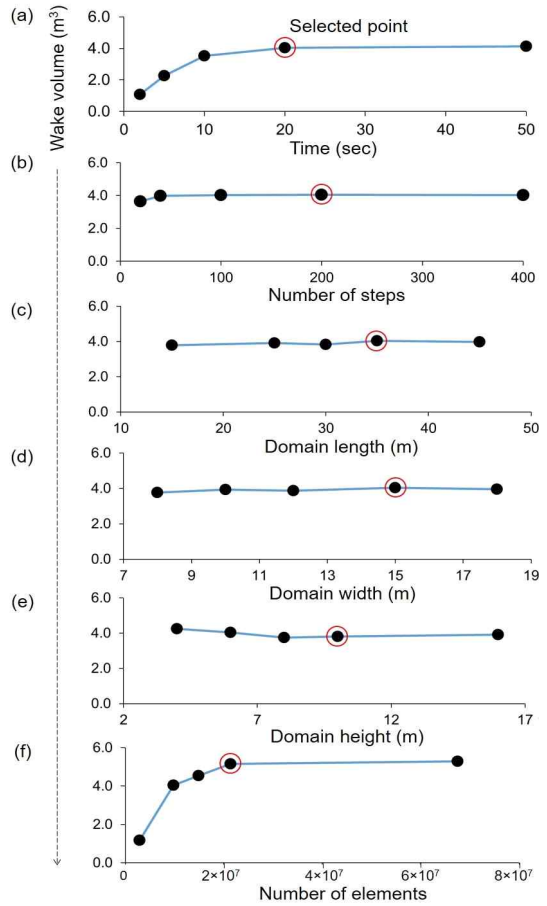 Wake volume (m³)
(a)
Selected point
6.0
4.0
2.0
0.0
0 10 20 30 40 50
Time (sec)
(b)
6.0
4.0
2.0
0.0
0 100 200 300 400
Number of steps
(c)
6.0
4.0
2.0
0.0
10 20 30 40 50
Domain length (m)
(d)
6.0
4.0
2.0
0.0
7 9 11 13 15 17 19
Domain width (m)
(e)
6.0
4.0
2.0
0.0
2 7 12 17
Domain height (m)
(f)
6.0
4.0
2.0
0.0
0 2×10⁷ 4×10⁷ 6×10⁷ 8×10⁷
Number of elements